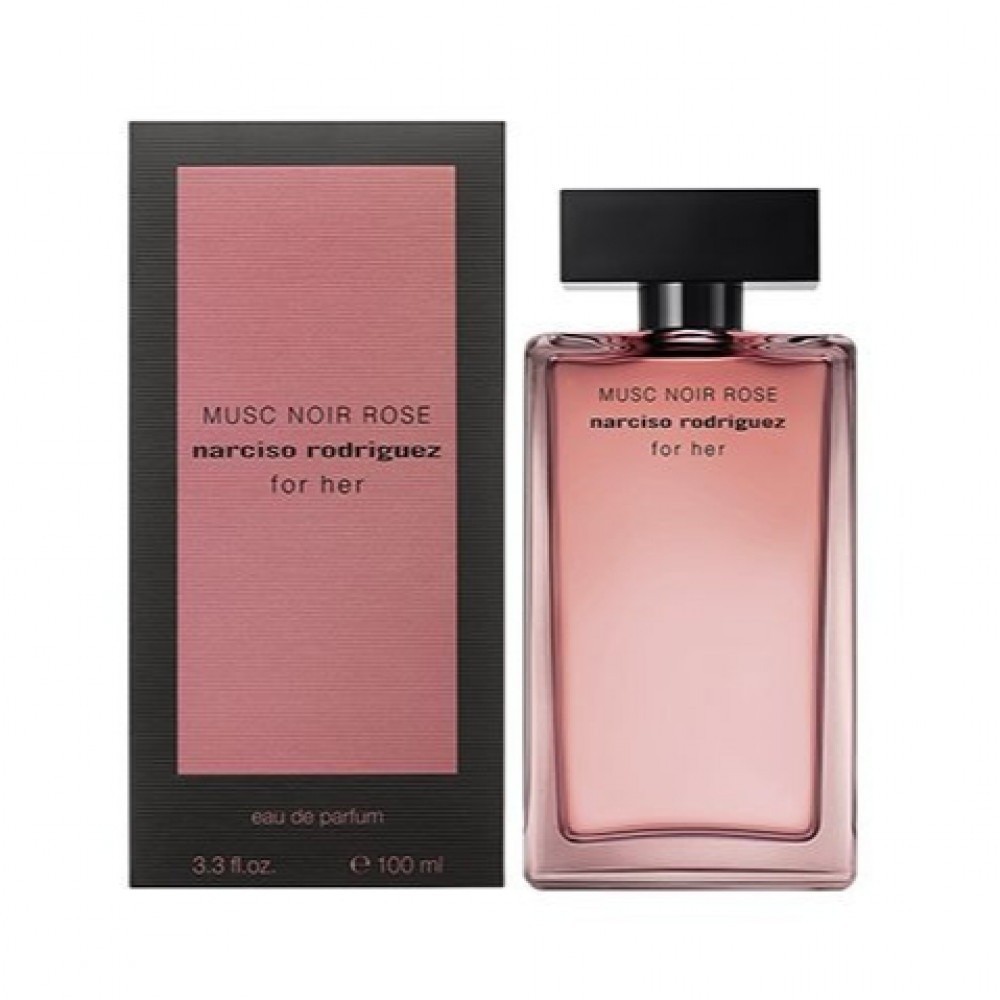 MUSC NOIR ROSE
narciso rodriguez
for her
eau de parfum
3.3 fl.oz. ℮ 100 ml
MUSC NOIR ROSE
narciso rodriguez
for her